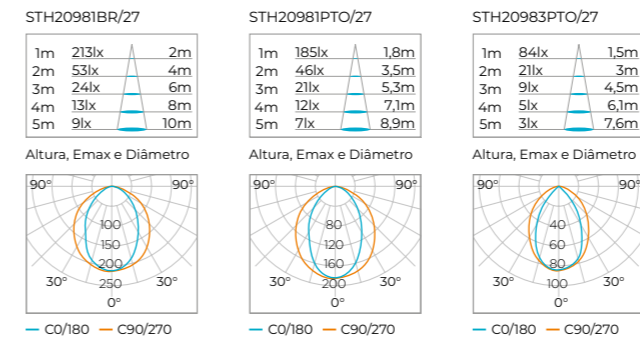 STH20981BR/27
1m 213lx 2m
2m 53lx 4m
3m 24lx 6m
4m 13lx 8m
5m 9lx 10m
Altura, Emax e Diâmetro
90° 90°
100
150
200
250
30° 30°
0°
C0/180 C90/270
STH20981PTO/27
1m 185lx 1,8m
2m 46lx 3,5m
3m 21lx 5,3m
4m 12lx 7,1m
5m 7lx 8,9m
Altura, Emax e Diâmetro
90° 90°
80
120
160
200
30° 30°
0°
C0/180 C90/270
STH20983PTO/27
1m 84lx 1,5m
2m 21lx 3m
3m 9lx 4,5m
4m 5lx 6,1m
5m 3lx 7,6m
Altura, Emax e Diâmetro
90° 90°
40
60
80
100
30° 30°
0°
C0/180 C90/270